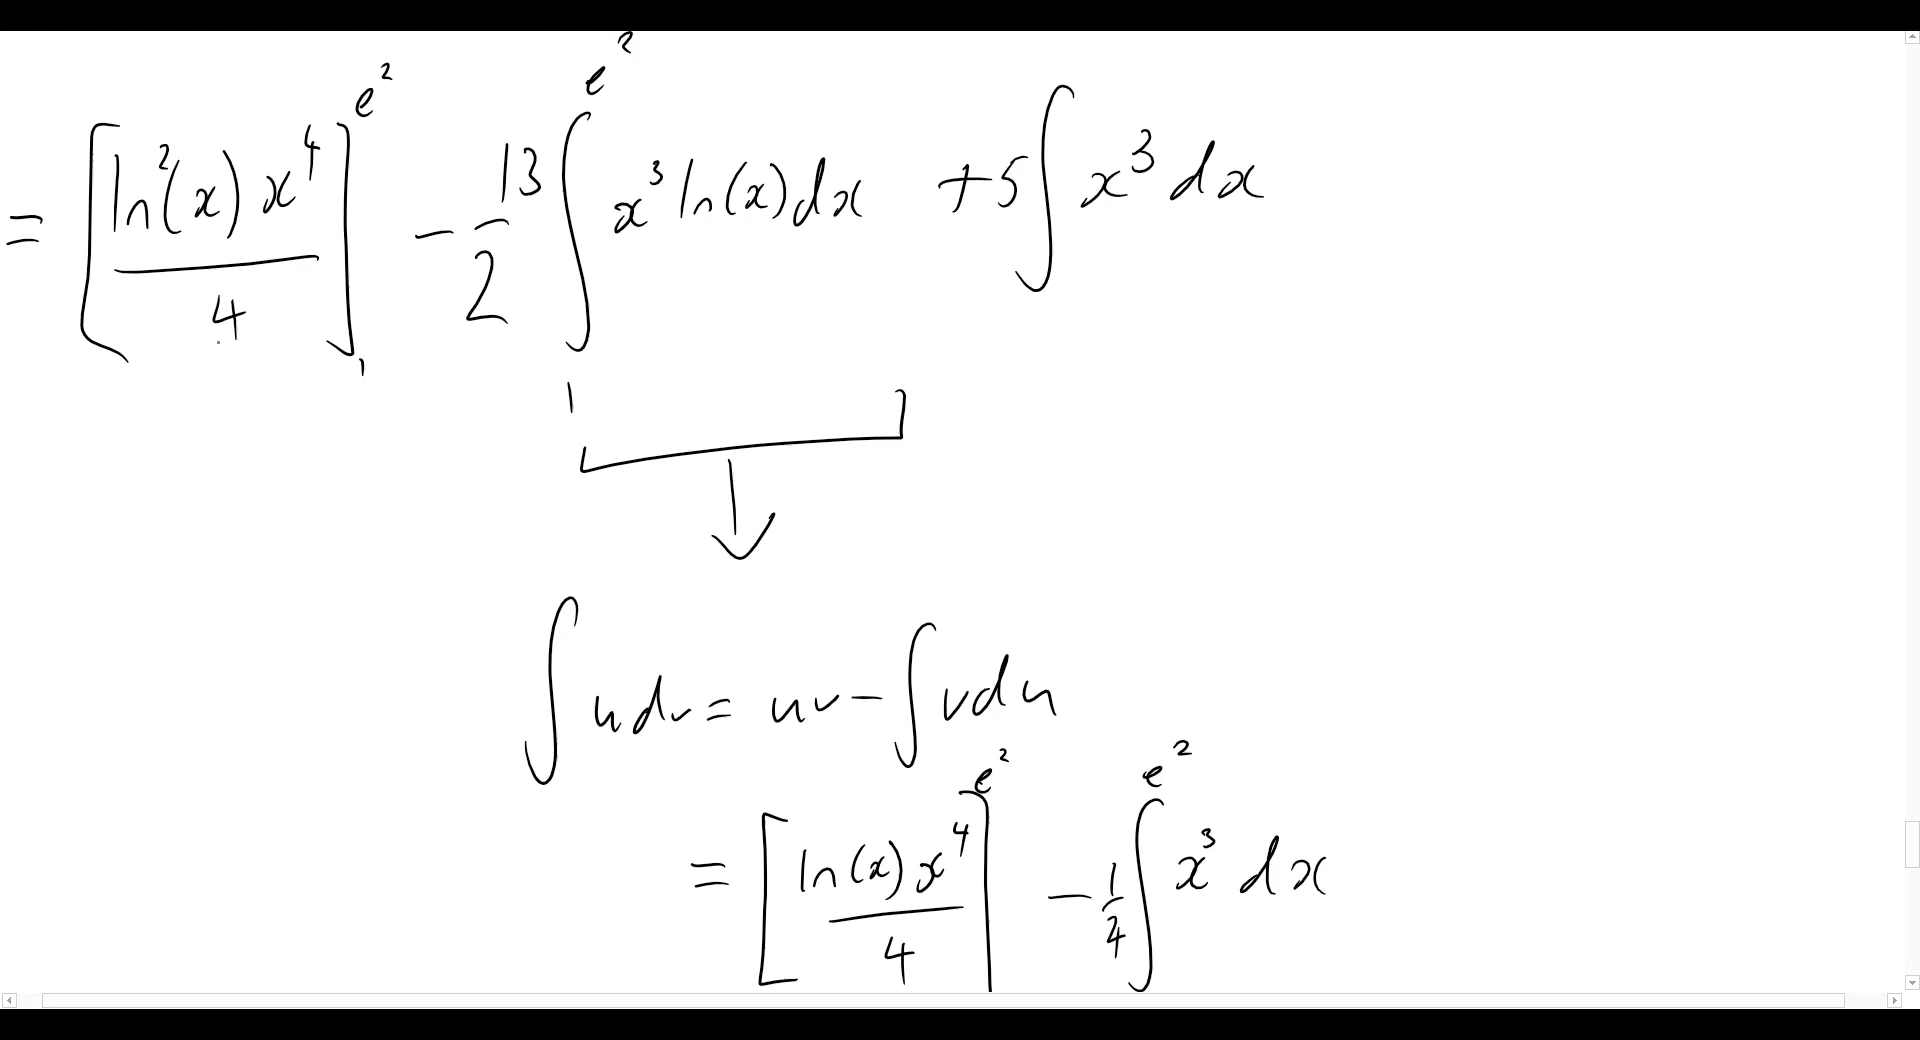 = [ln²(x) x⁴ / 4]₁^e² - 13/2 ∫₁^e² x³ ln(x) dx + 5 ∫ x³ dx
∫ u dv = uv - ∫ v du
= [ln(x) x⁴ / 4]^e² - 1/4 ∫^e² x³ dx